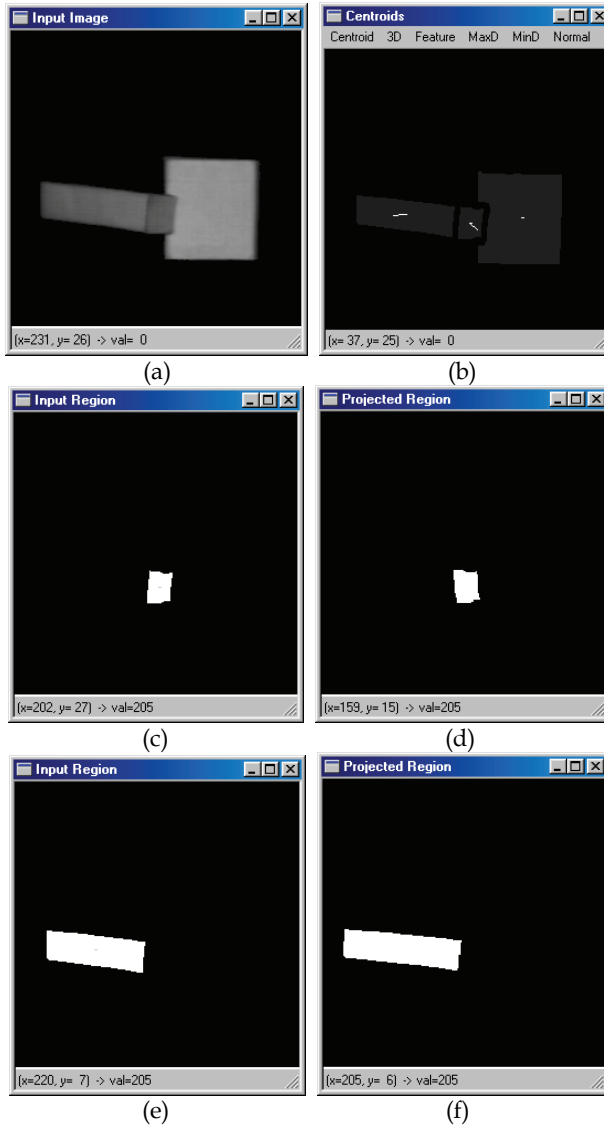 Input Image
(x=231, y= 26) -> val= 0
(a)
Centroids
Centroid 3D Feature MaxD MinD Normal
(x= 37, y= 25) -> val= 0
(b)
Input Region
(x=202, y= 27) -> val=205
(c)
Projected Region
(x=159, y= 15) -> val=205
(d)
Input Region
(x=220, y= 7) -> val=205
(e)
Projected Region
(x=205, y= 6) -> val=205
(f)